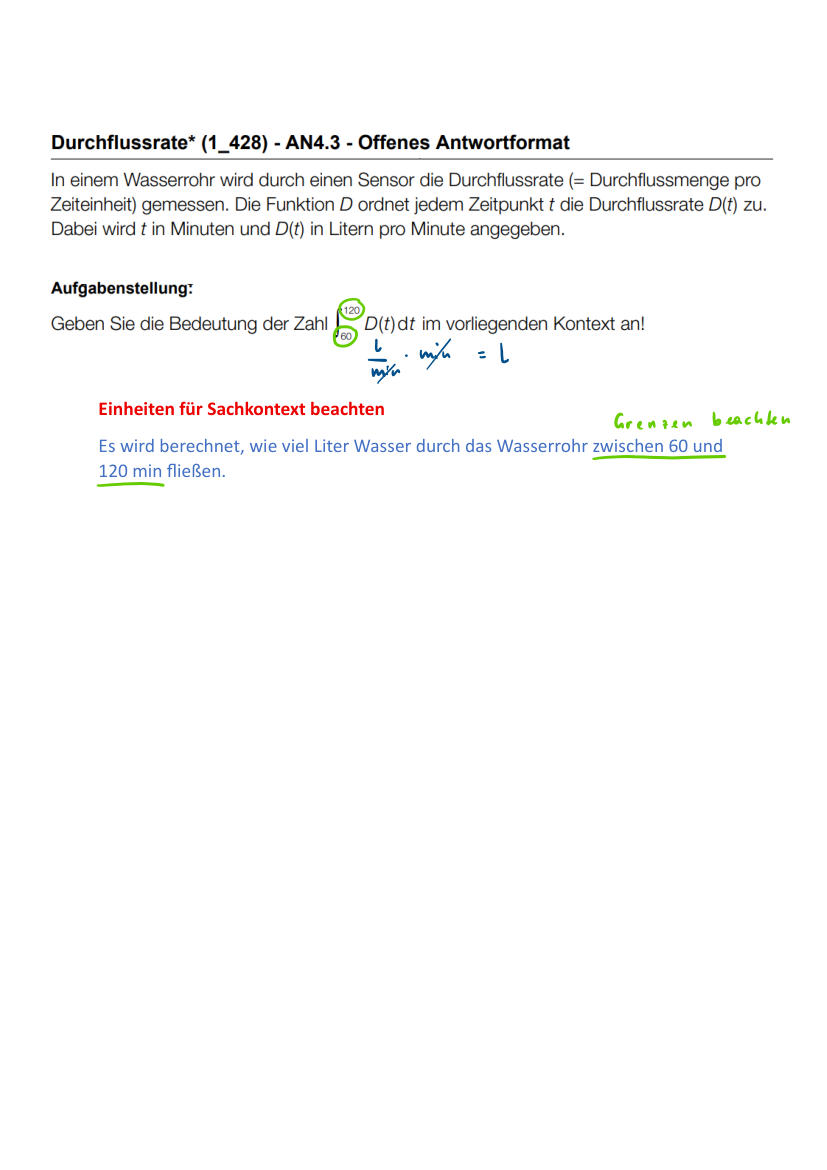 Durchflussrate* (1_428) - AN4.3 - Offenes Antwortformat
In einem Wasserrohr wird durch einen Sensor die Durchflussrate (= Durchflussmenge pro
Zeiteinheit) gemessen. Die Funktion D ordnet jedem Zeitpunkt t die Durchflussrate D(t) zu.
Dabei wird t in Minuten und D(t) in Litern pro Minute angegeben.
Aufgabenstellung:
Geben Sie die Bedeutung der Zahl ∫₆₀¹²⁰ D(t) dt im vorliegenden Kontext an!
L/min · min = L
Einheiten für Sachkontext beachten
Grenzen beachten
Es wird berechnet, wie viel Liter Wasser durch das Wasserrohr zwischen 60 und
120 min fließen.